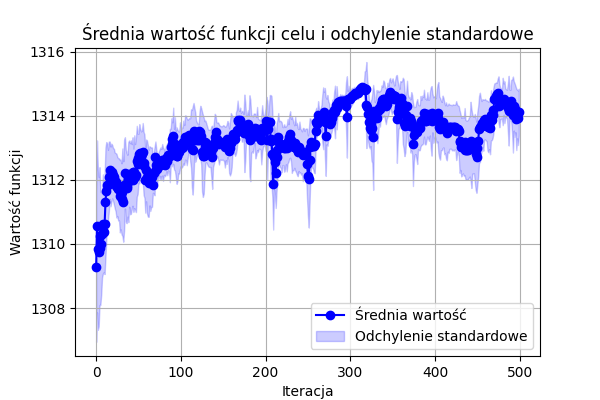 Średnia wartość funkcji celu i odchylenie standardowe
1316
1314
1312
1310
1308
Wartość funkcji
0 100 200 300 400 500
Iteracja
Średnia wartość
Odchylenie standardowe